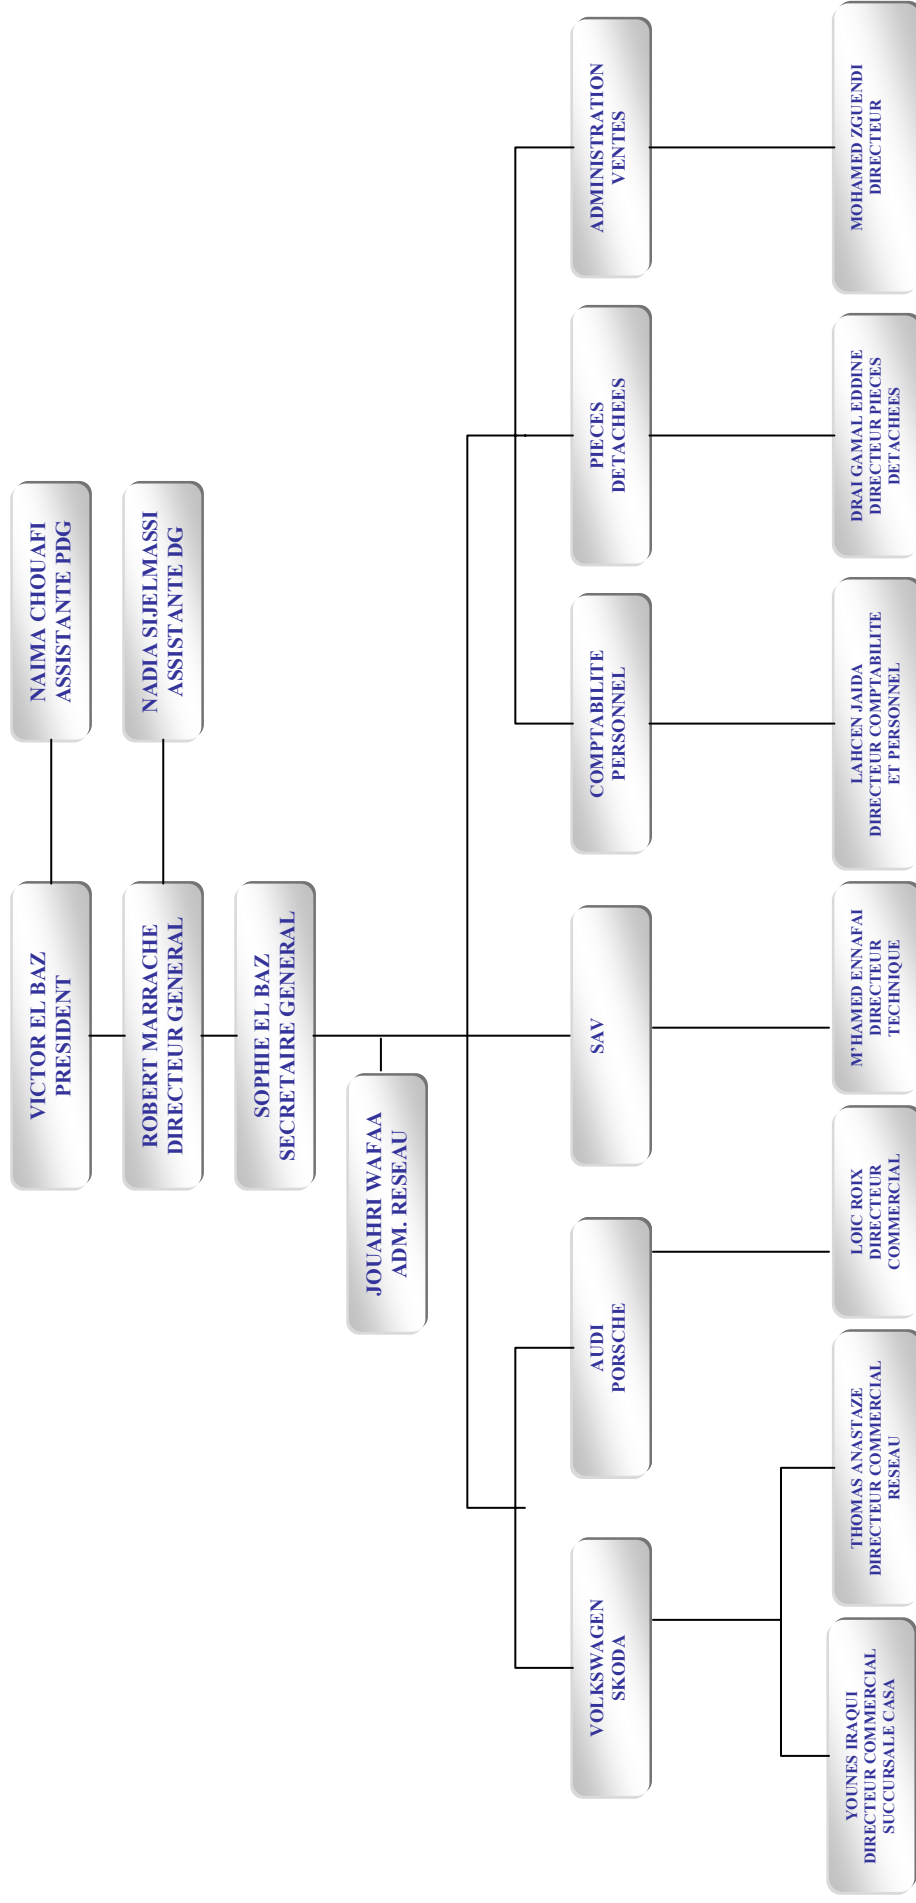 VICTOR EL BAZ
PRESIDENT
NAIMA CHOUAFI
ASSISTANTE PDG
ROBERT MARRACHE
DIRECTEUR GENERAL
NADIA SIJELMASSI
ASSISTANTE DG
SOPHIE EL BAZ
SECRETAIRE GENERAL
JOUAHRI WAFAA
ADM. RESEAU
VOLKSWAGEN
SKODA
AUDI
PORSCHE
SAV
COMPTABILITE
PERSONNEL
PIECES
DETACHEES
ADMINISTRATION
VENTES
YOUNES IRAQUI
DIRECTEUR COMMERCIAL
SUCCURSALE CASA
THOMAS ANASTAZE
DIRECTEUR COMMERCIAL
RESEAU
LOIC ROIX
DIRECTEUR
COMMERCIAL
M'HAMED ENNAFAI
DIRECTEUR
TECHNIQUE
LAHCEN JAIDA
DIRECTEUR COMPTABILITE
ET PERSONNEL
DRAI GAMAL EDDINE
DIRECTEUR PIECES
DETACHEES
MOHAMED ZGUENDI
DIRECTEUR